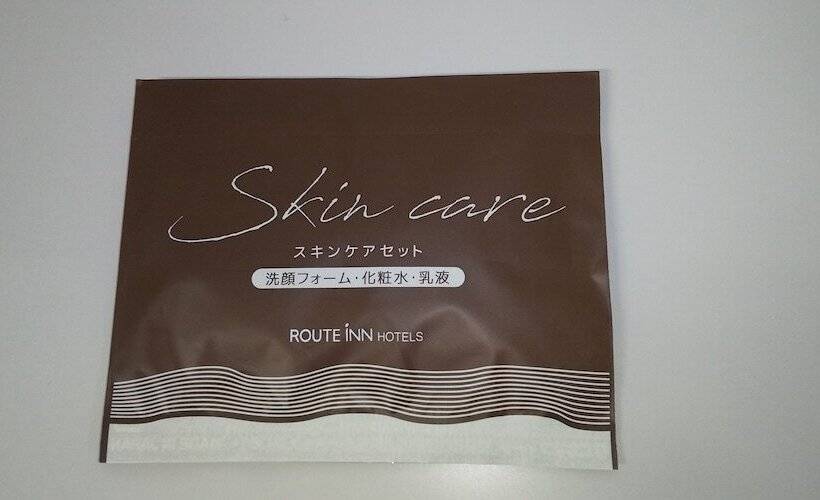 Skin care
スキンケアセット
洗顔フォーム・化粧水・乳液
ROUTE INN HOTELS